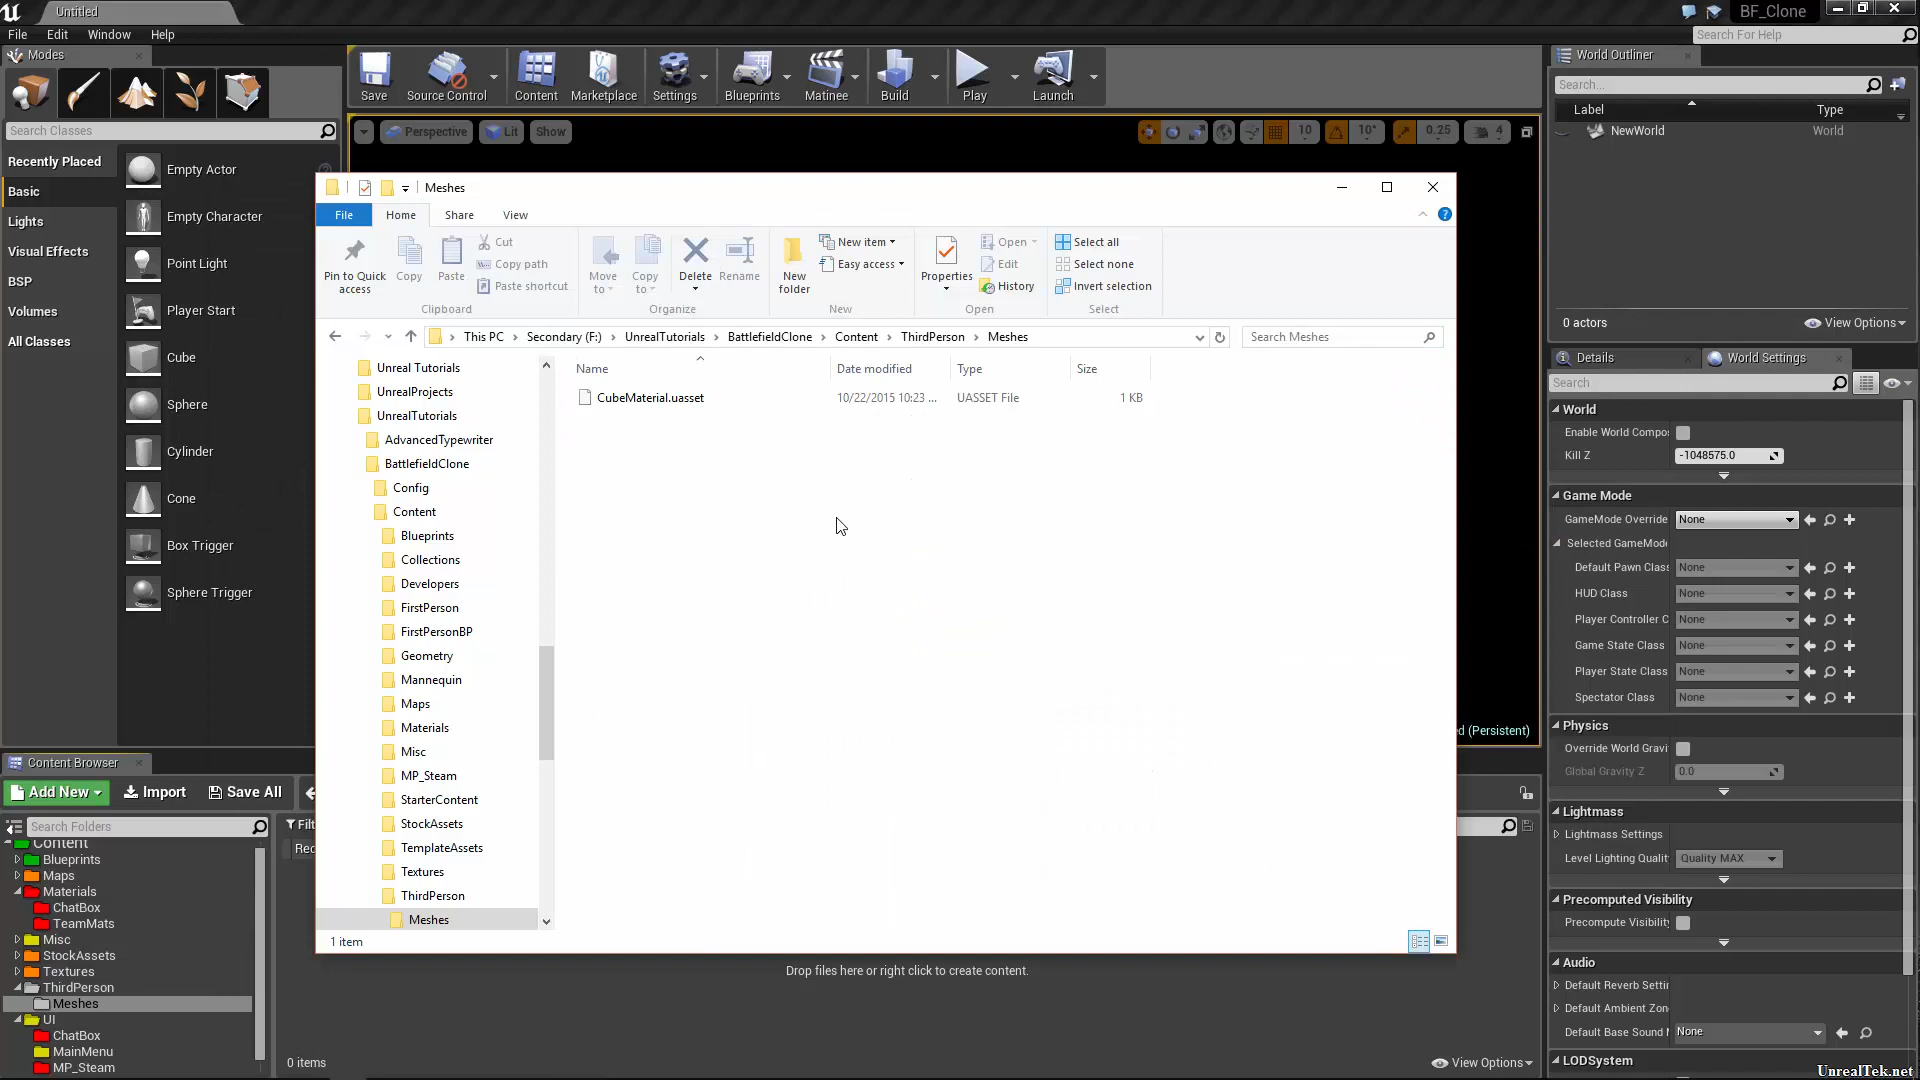 Untitled
BF_Clone
File Edit Window Help
Search For Help
Modes
Save
Source Control
Content
Marketplace
Settings
Blueprints
Matinee
Build
Play
Launch
World Outliner
Search...
Label Type
NewWorld World
0 actors
View Options
Search Classes
Recently Placed
Basic
Lights
Visual Effects
BSP
Volumes
All Classes
Empty Actor
Empty Character
Point Light
Player Start
Cube
Sphere
Cylinder
Cone
Box Trigger
Sphere Trigger
Perspective Lit Show
10 10° 0.25 4
Meshes
File Home Share View
Pin to Quick access
Copy
Paste
Cut
Copy path
Paste shortcut
Clipboard
Move to
Copy to
Delete
Rename
Organize
New folder
New item
Easy access
New
Properties
Open
Edit
History
Open
Select all
Select none
Invert selection
Select
This PC Secondary (F:) UnrealTutorials BattlefieldClone Content ThirdPerson Meshes
Search Meshes
Name Date modified Type Size
CubeMaterial.uasset 10/22/2015 10:23 ... UASSET File 1 KB
Unreal Tutorials
UnrealProjects
UnrealTutorials
AdvancedTypewriter
BattlefieldClone
Config
Content
Blueprints
Collections
Developers
FirstPerson
FirstPersonBP
Geometry
Mannequin
Maps
Materials
Misc
MP_Steam
StarterContent
StockAssets
TemplateAssets
Textures
ThirdPerson
Meshes
1 item
Details
World Settings
Search
World
Enable World Compo
Kill Z -1048575.0
Game Mode
GameMode Override None
Selected GameMode
Default Pawn Class None
HUD Class None
Player Controller C None
Game State Class None
Player State Class None
Spectator Class None
Physics
Override World Gravi
Global Gravity Z 0.0
Lightmass
Lightmass Settings
Level Lighting Qualit Quality MAX
Precomputed Visibility
Precompute Visibility
Audio
Default Reverb Settin
Default Ambient Zon
Default Base Sound M None
LODSystem
d (Persistent)
Content Browser
Add New Import Save All
Search Folders
Filt
Rec
Content
Blueprints
Maps
Materials
ChatBox
TeamMats
Misc
StockAssets
Textures
ThirdPerson
Meshes
UI
ChatBox
MainMenu
MP_Steam
Drop files here or right click to create content.
0 items
View Options
UnrealTek.net